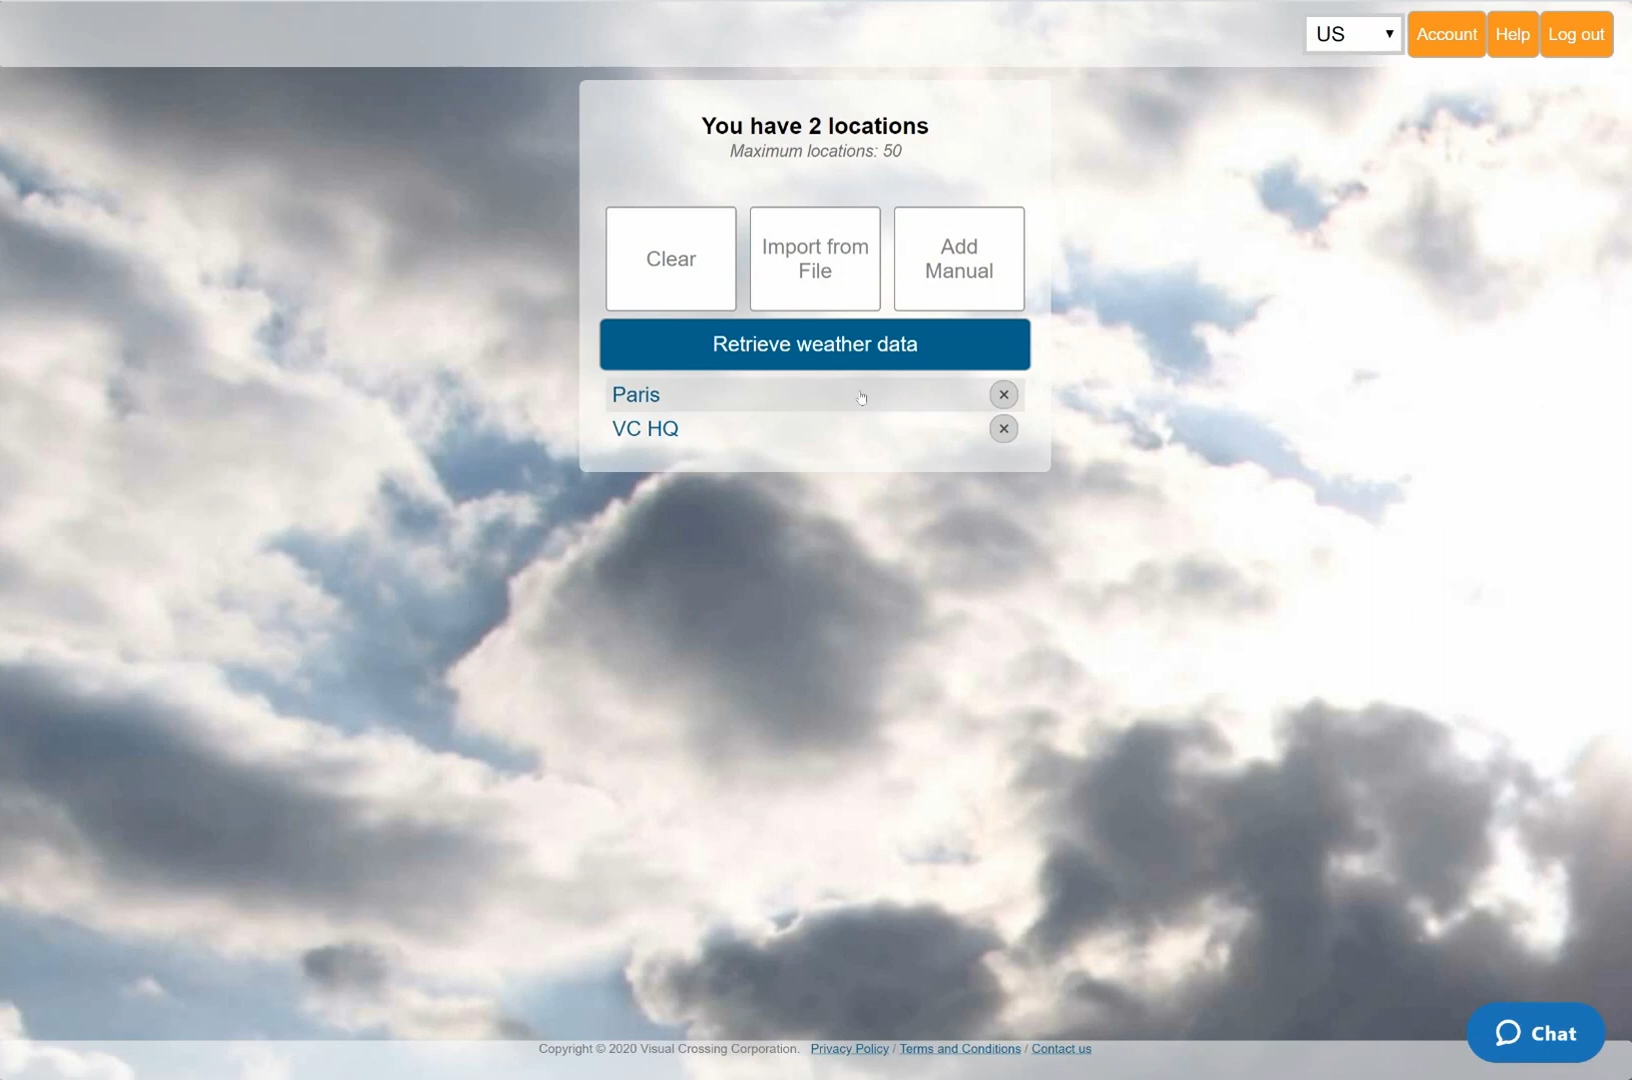 US
Account
Help
Log out
You have 2 locations
Maximum locations: 50
Clear
Import from
File
Add
Manual
Retrieve weather data
Paris
VC HQ
Copyright © 2020 Visual Crossing Corporation. Privacy Policy / Terms and Conditions / Contact us
Chat